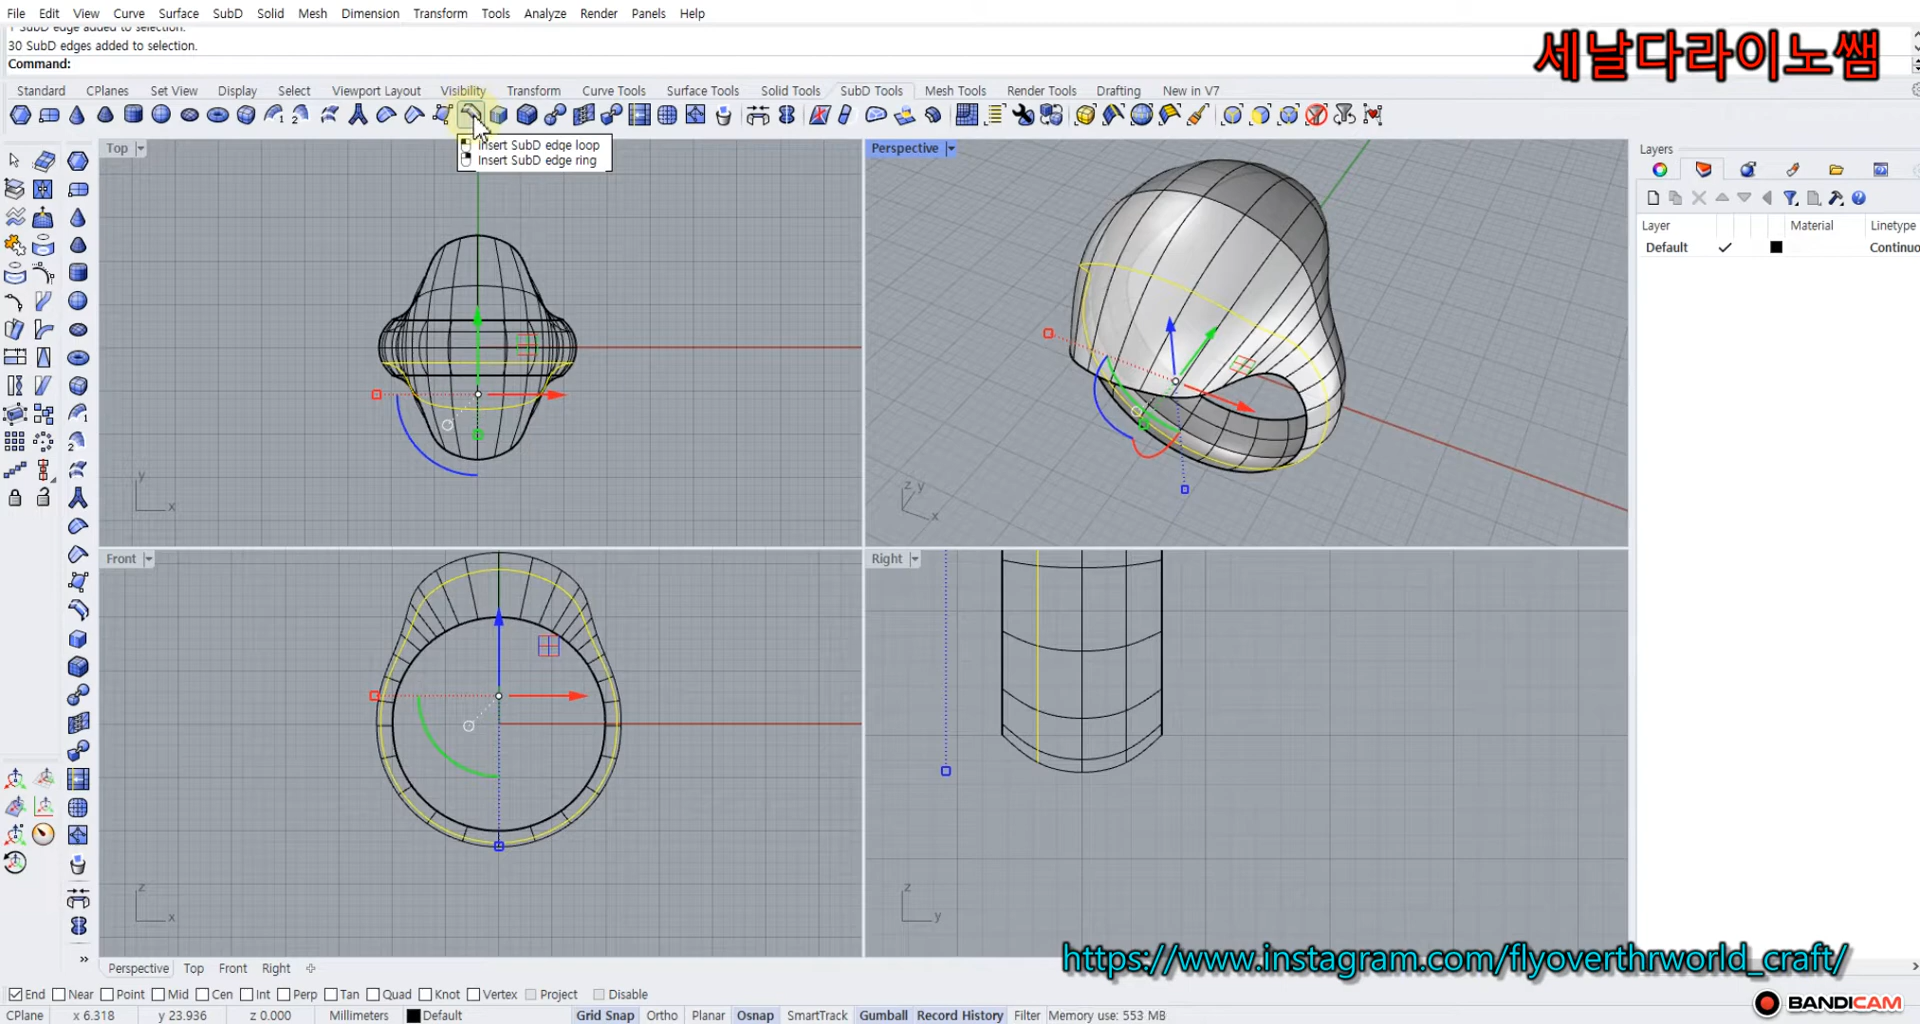 File Edit View Curve Surface SubD Solid Mesh Dimension Transform Tools Analyze Render Panels Help
1 SubD edge added to selection.
30 SubD edges added to selection.
Command:
세날다라이노쌤
Standard CPlanes Set View Display Select Viewport Layout Visibility Transform Curve Tools Surface Tools Solid Tools SubD Tools Mesh Tools Render Tools Drafting New in V7
Insert SubD edge loop
Insert SubD edge ring
Top
Perspective
Layers
Layer Material Linetype
Default Continuo
y
x
z y
x
Front
Right
z
x
z
y
https://www.instagram.com/flyoverthrworld_craft/
Perspective Top Front Right
End Near Point Mid Cen Int Perp Tan Quad Knot Vertex Project Disable
BANDICAM
CPlane x 6.318 y 23.936 z 0.000 Millimeters Default Grid Snap Ortho Planar Osnap SmartTrack Gumball Record History Filter Memory use: 553 MB